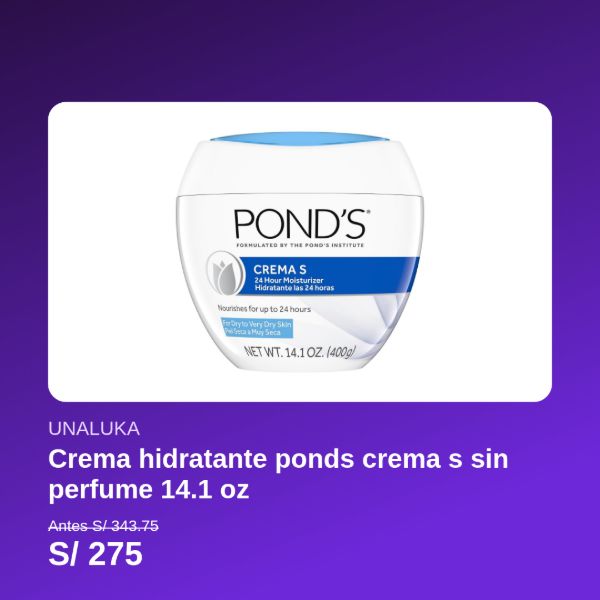 POND'S®
FORMULATED BY THE POND'S INSTITUTE
CREMA S
24 Hour Moisturizer
Hidratante las 24 horas
Nourishes for up to 24 hours
For Dry to Very Dry Skin
Piel Seca a Muy Seca
NET WT. 14.1 OZ. (400g)
UNALUKA
Crema hidratante ponds crema s sin
perfume 14.1 oz
Antes S/ 343.75
S/ 275